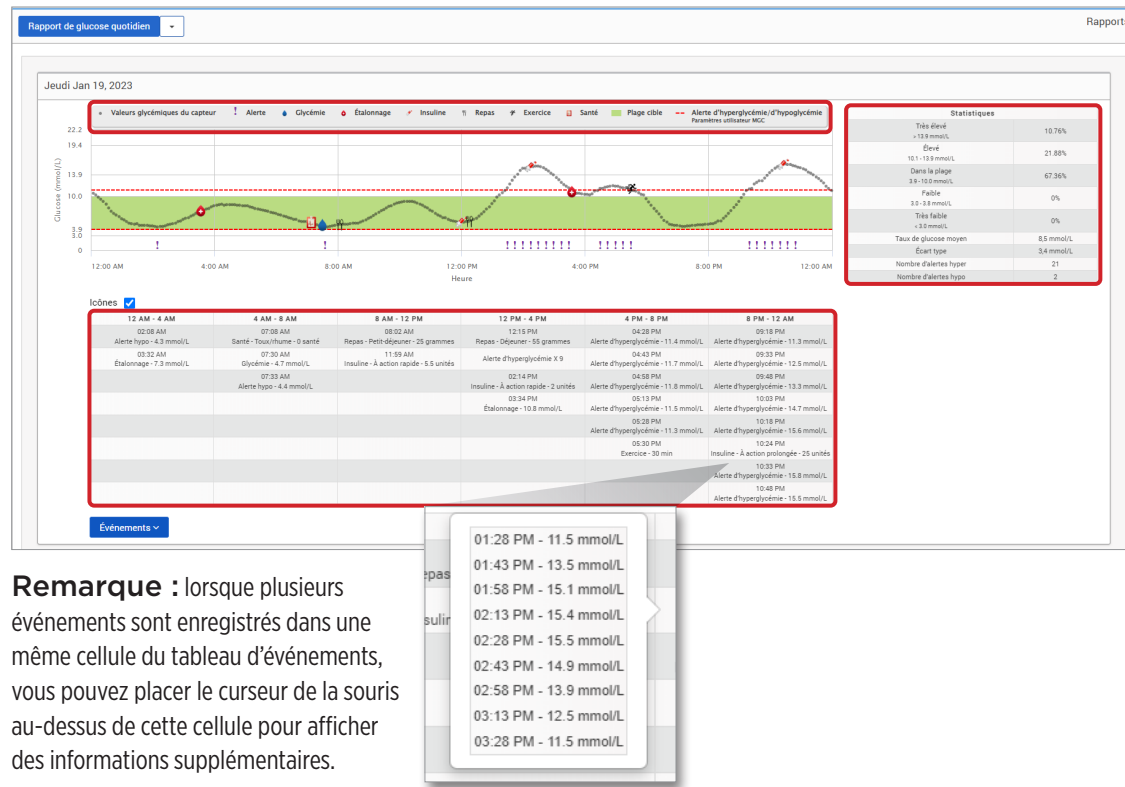 Rapport de glucose quotidien
Rapports
Jeudi Jan 19, 2023
Valeurs glycémiques du capteur ! Alerte Glycémie Étalonnage Insuline Repas Exercice Santé Plage cible Alerte d'hyperglycémie/d'hypoglycémie
Paramètres utilisateur MGC
Glucose (mmol/L)
22.2
19.4
13.9
10.0
3.9
3.0
0
! ! !!!!!!!!! !!!!! !!!!!!!
12:00 AM 4:00 AM 8:00 AM 12:00 PM 4:00 PM 8:00 PM 12:00 AM
Heure
Statistiques
Très élevé
> 13.9 mmol/L
10.76%
Élevé
10.1 - 13.9 mmol/L
21.88%
Dans la plage
3.9 - 10.0 mmol/L
67.36%
Faible
3.0 - 3.8 mmol/L
0%
Très faible
< 3.0 mmol/L
0%
Taux de glucose moyen 8,5 mmol/L
Écart type 3,4 mmol/L
Nombre d'alertes hyper 21
Nombre d'alertes hypo 2
Icônes
12 AM - 4 AM 4 AM - 8 AM 8 AM - 12 PM 12 PM - 4 PM 4 PM - 8 PM 8 PM - 12 AM
02:08 AM 07:08 AM 08:02 AM 12:15 PM 04:28 PM 09:18 PM
Alerte hypo - 4.3 mmol/L Santé - Toux/rhume - 0 santé Repas - Petit-déjeuner - 25 grammes Repas - Déjeuner - 55 grammes Alerte d'hyperglycémie - 11.4 mmol/L Alerte d'hyperglycémie - 11.3 mmol/L
03:32 AM 07:30 AM 11:59 AM Alerte d'hyperglycémie X 9 04:43 PM 09:33 PM
Étalonnage - 7.3 mmol/L Glycémie - 4.7 mmol/L Insuline - À action rapide - 5.5 unités Alerte d'hyperglycémie - 11.7 mmol/L Alerte d'hyperglycémie - 12.5 mmol/L
07:33 AM 02:14 PM 04:58 PM 09:48 PM
Alerte hypo - 4.4 mmol/L Insuline - À action rapide - 2 unités Alerte d'hyperglycémie - 11.8 mmol/L Alerte d'hyperglycémie - 13.3 mmol/L
03:34 PM 05:13 PM 10:03 PM
Étalonnage - 10.8 mmol/L Alerte d'hyperglycémie - 11.5 mmol/L Alerte d'hyperglycémie - 14.7 mmol/L
05:28 PM 10:18 PM
Alerte d'hyperglycémie - 11.3 mmol/L Alerte d'hyperglycémie - 15.6 mmol/L
05:30 PM 10:24 PM
Exercice - 30 min Insuline - À action prolongée - 25 unités
10:33 PM
Alerte d'hyperglycémie - 15.8 mmol/L
10:48 PM
Alerte d'hyperglycémie - 15.5 mmol/L
Événements
01:28 PM - 11.5 mmol/L
01:43 PM - 13.5 mmol/L
01:58 PM - 15.1 mmol/L
02:13 PM - 15.4 mmol/L
02:28 PM - 15.5 mmol/L
02:43 PM - 14.9 mmol/L
02:58 PM - 13.9 mmol/L
03:13 PM - 12.5 mmol/L
03:28 PM - 11.5 mmol/L
epas
sulin
Remarque : lorsque plusieurs
événements sont enregistrés dans une
même cellule du tableau d'événements,
vous pouvez placer le curseur de la souris
au-dessus de cette cellule pour afficher
des informations supplémentaires.